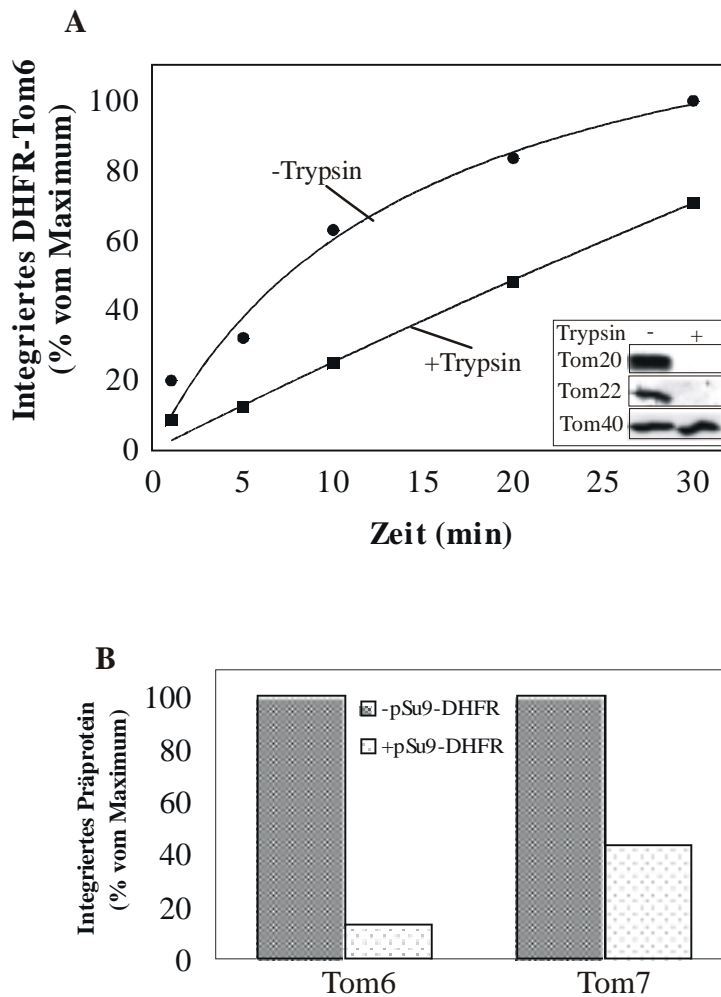 A
Integriertes DHFR-Tom6
(% vom Maximum)
100
80
60
40
20
0
-Trypsin
+Trypsin
Trypsin - +
Tom20
Tom22
Tom40
0 5 10 15 20 25 30
Zeit (min)
B
Integriertes Präprotein
(% vom Maximum)
100
80
60
40
20
0
-pSu9-DHFR
+pSu9-DHFR
Tom6 Tom7